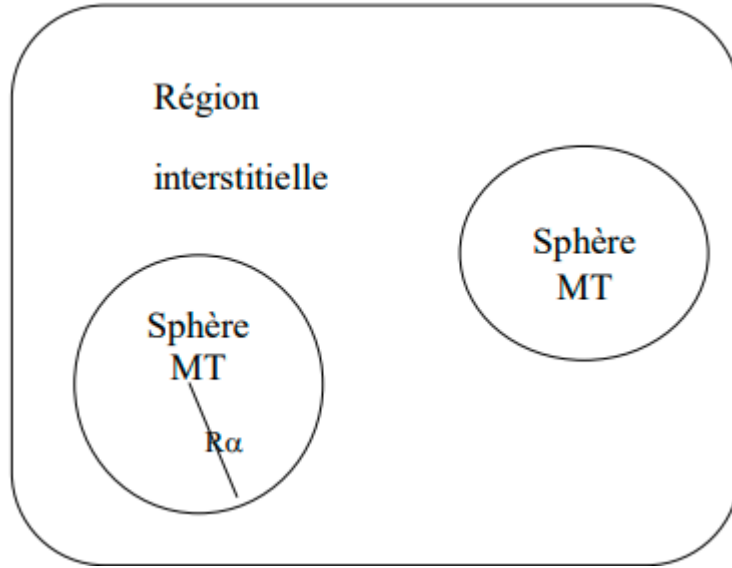 Région
interstitielle
Sphère
MT
Sphère
MT
Rα